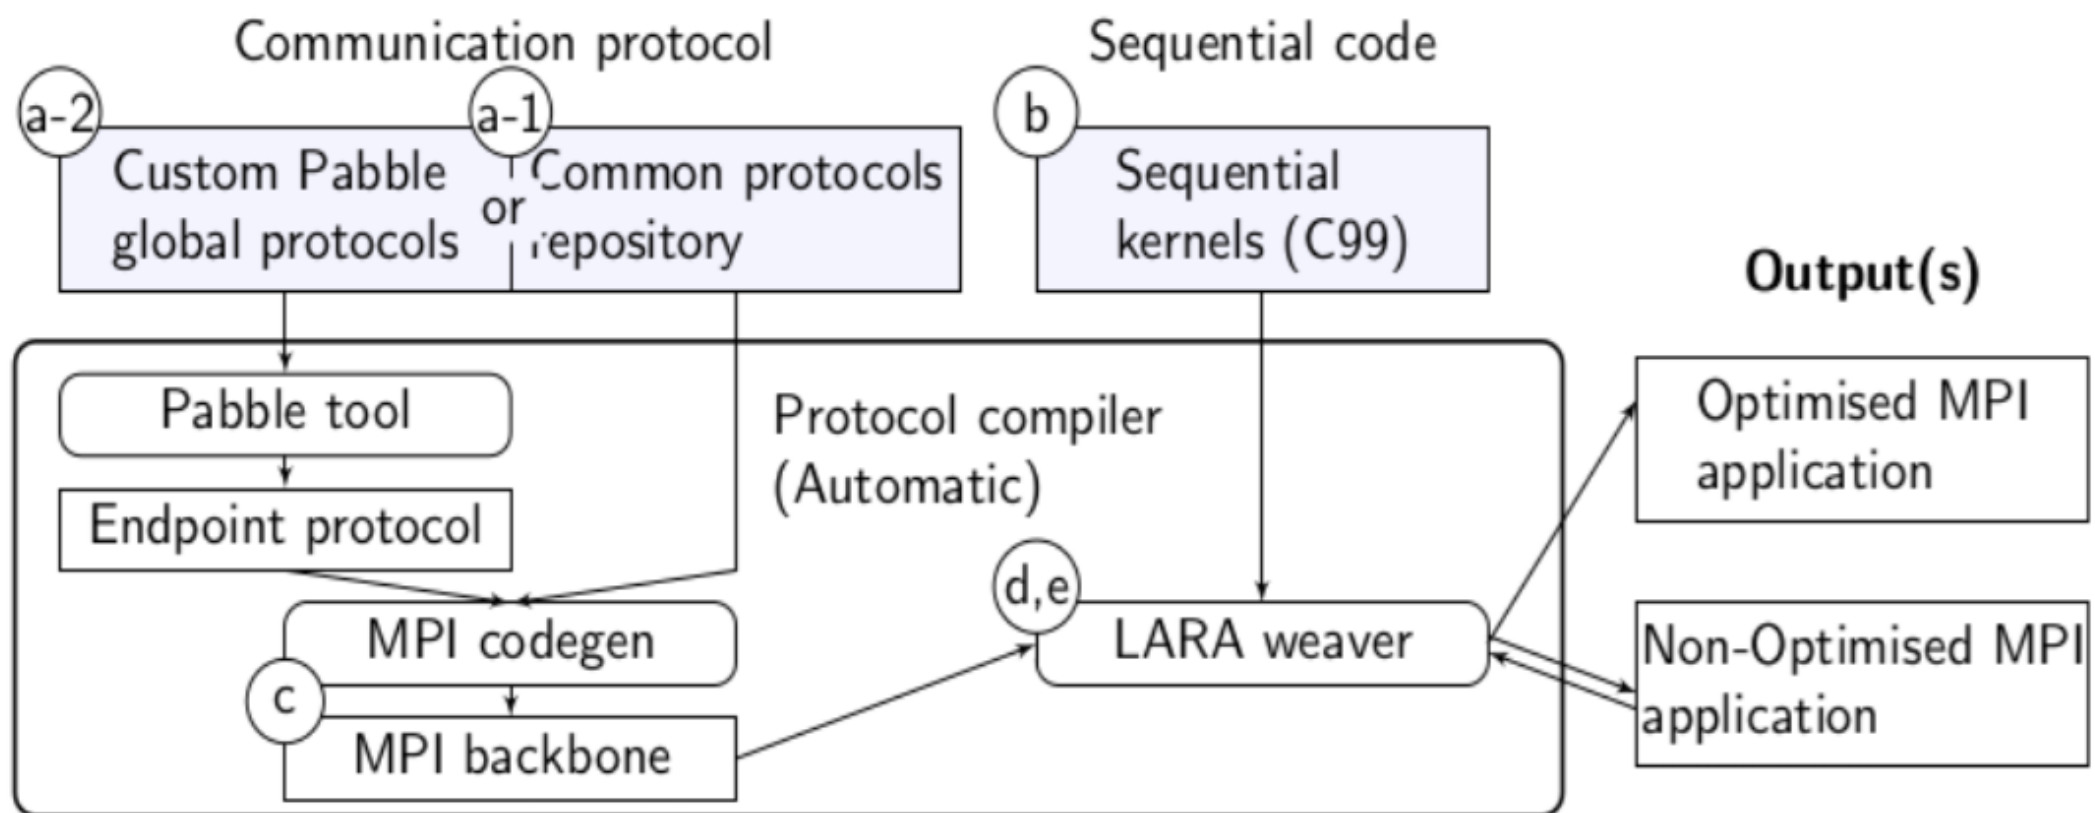 Communication protocol
Sequential code
a-2
a-1
b
Custom Pabble
global protocols
or
Common protocols
repository
Sequential
kernels (C99)
Output(s)
Pabble tool
Protocol compiler
(Automatic)
Optimised MPI
application
Endpoint protocol
d,e
MPI codegen
LARA weaver
Non-Optimised MPI
application
c
MPI backbone